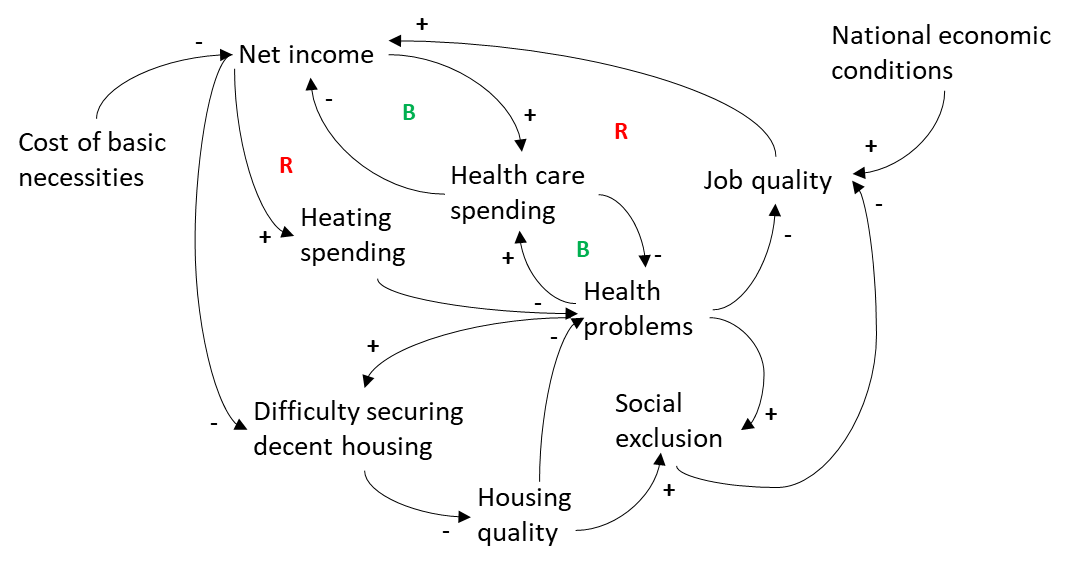 +
National economic
conditions
-
Net income
-
B
+
R
+
Cost of basic
necessities
R
Health care
spending
Job quality
-
Heating
spending
+
+
B
-
-
Health
problems
-
-
+
Difficulty securing
decent housing
-
Social
exclusion
+
Housing
quality
+
-